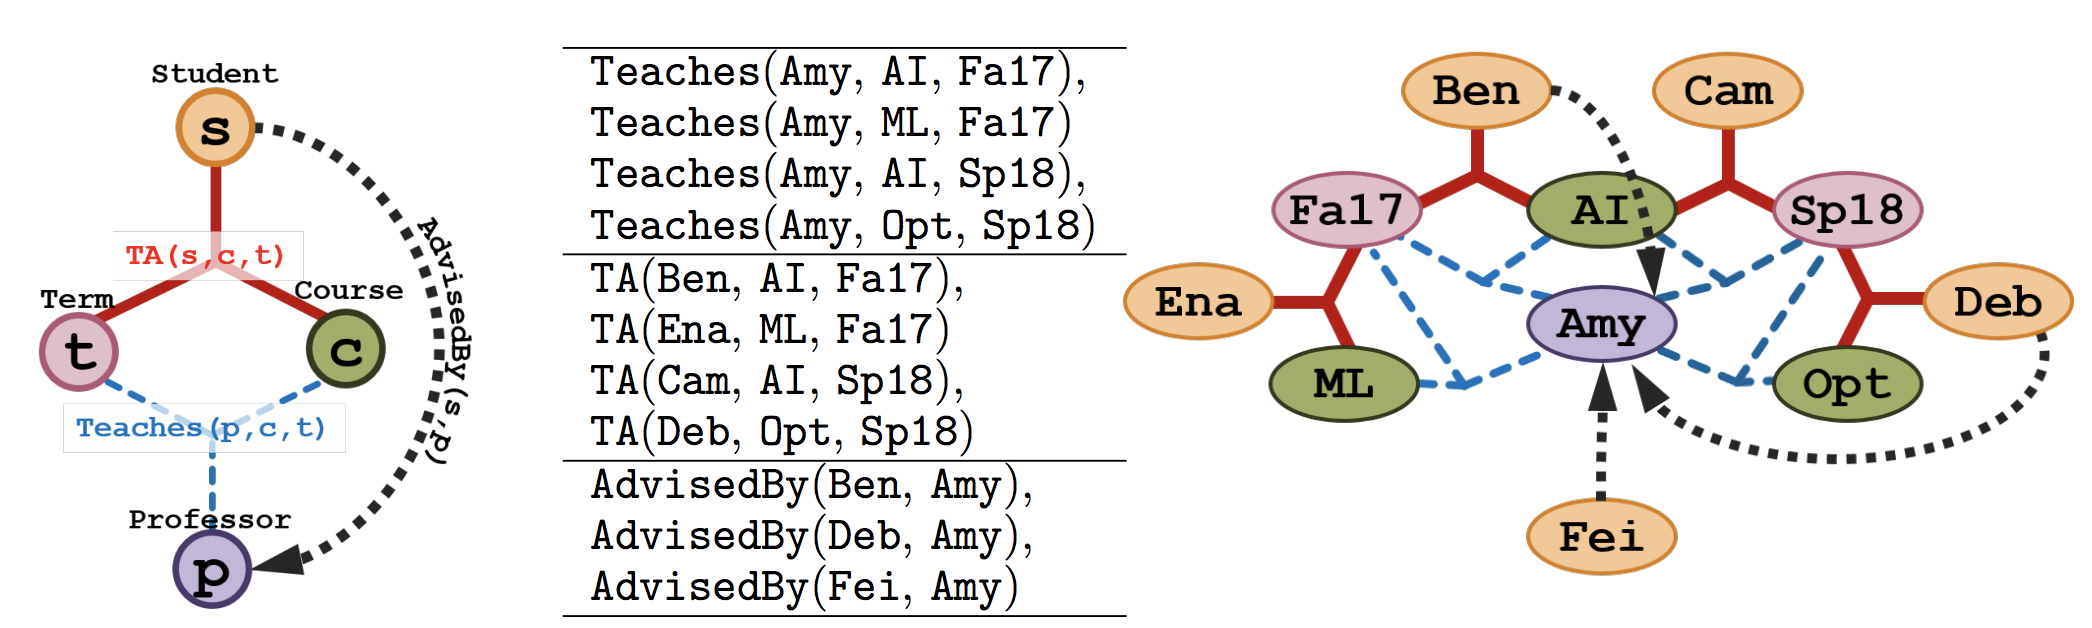 Student
s
TA(s,c,t)
Term
Course
t
c
AdvisedBy(s,p)
Teaches(p,c,t)
Professor
p
Teaches(Amy, AI, Fa17),
Teaches(Amy, ML, Fa17)
Teaches(Amy, AI, Sp18),
Teaches(Amy, Opt, Sp18)
TA(Ben, AI, Fa17),
TA(Ena, ML, Fa17)
TA(Cam, AI, Sp18),
TA(Deb, Opt, Sp18)
AdvisedBy(Ben, Amy),
AdvisedBy(Deb, Amy),
AdvisedBy(Fei, Amy)
Ben
Cam
Fa17
AI
Sp18
Ena
Amy
Deb
ML
Opt
Fei